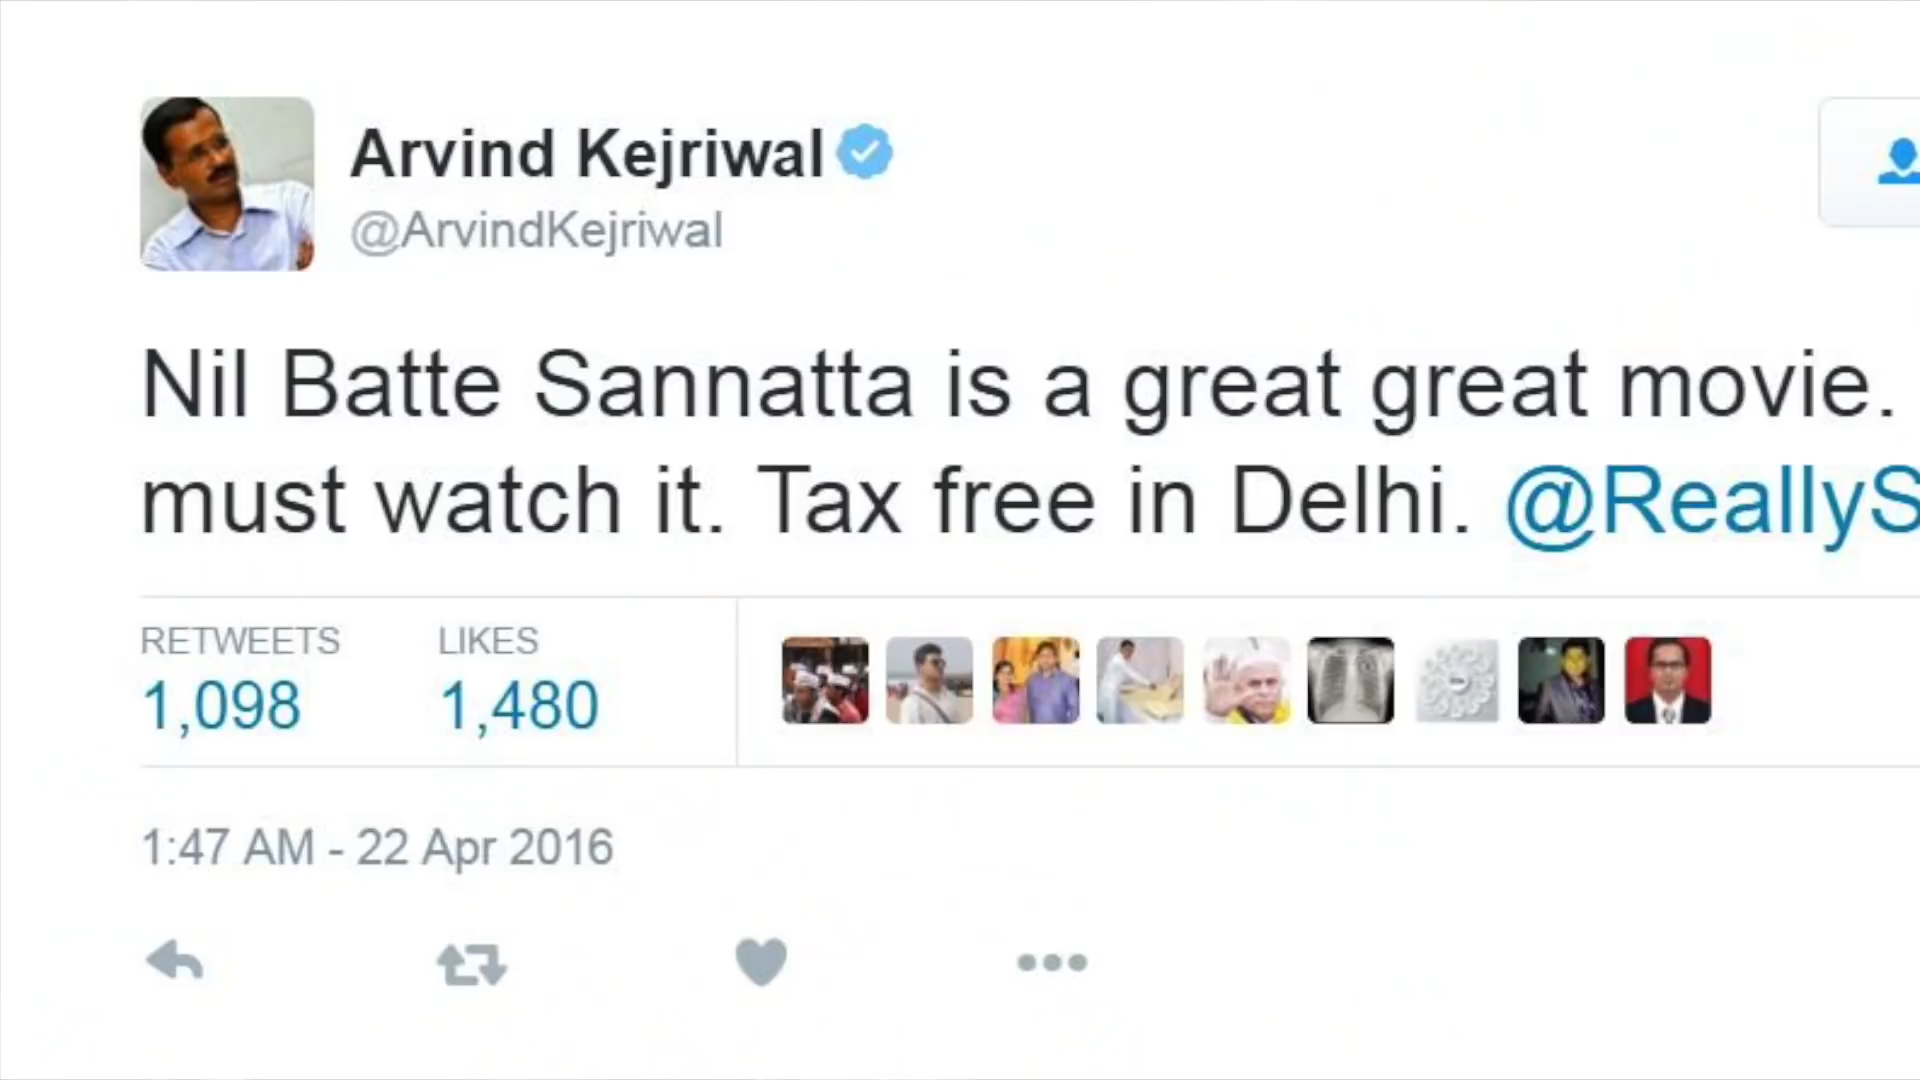 Arvind Kejriwal
@ArvindKejriwal
Nil Batte Sannatta is a great great movie.
must watch it. Tax free in Delhi. @ReallyS
RETWEETS LIKES
1,098 1,480
1:47 AM - 22 Apr 2016